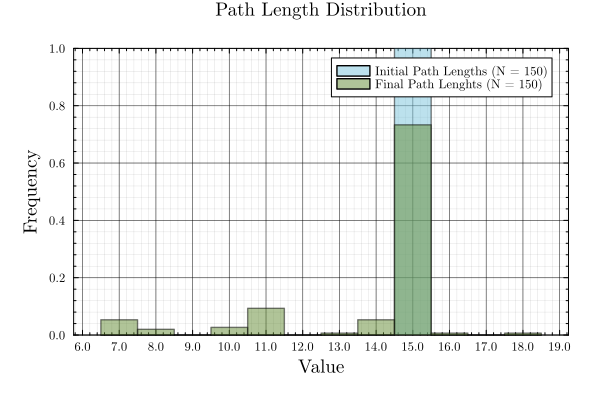 Path Length Distribution
1.0
0.8
0.6
0.4
0.2
0.0
Frequency
Initial Path Lengths (N = 150)
Final Path Lenghts (N = 150)
6.0 7.0 8.0 9.0 10.0 11.0 12.0 13.0 14.0 15.0 16.0 17.0 18.0 19.0
Value